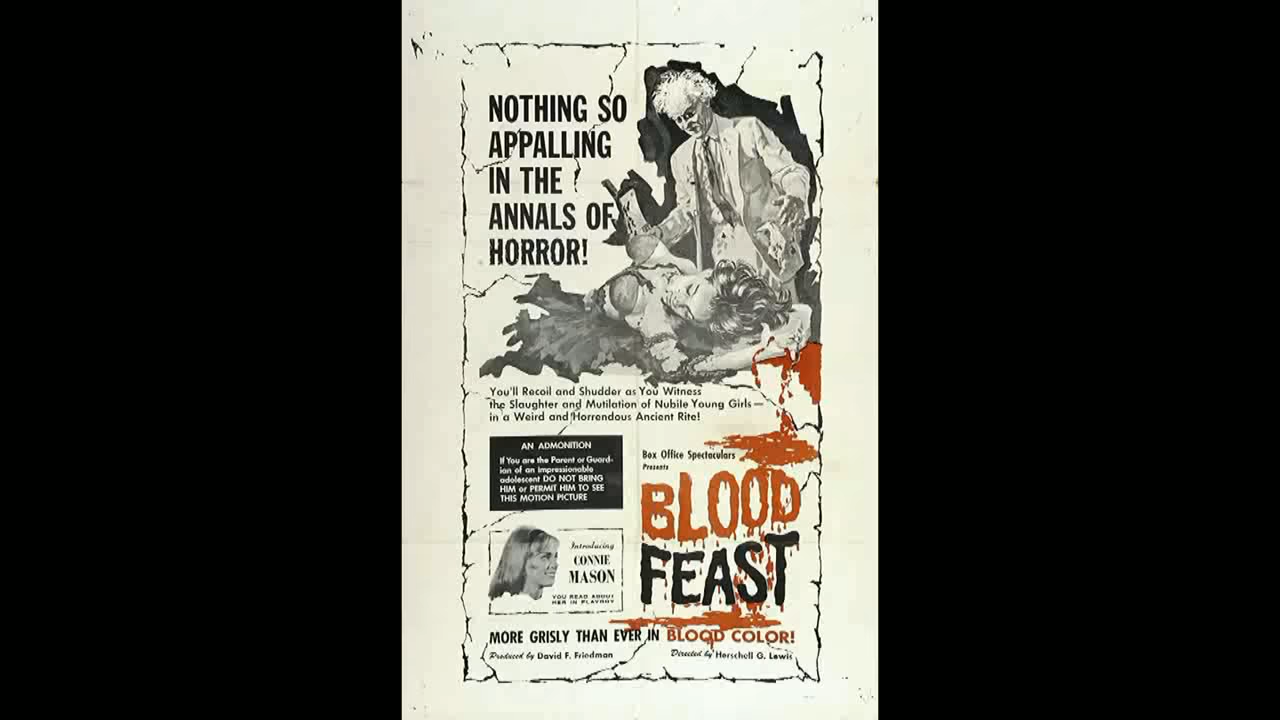 NOTHING SO
APPALLING
IN THE
ANNALS OF
HORROR!
You'll Recoil and Shudder as You Witness
the Slaughter and Mutilation of Nubile Young Girls—
in a Weird and Horrendous Ancient Rite!
AN ADMONITION
If You are the Parent or Guard-
ian of an impressionable
adolescent DO NOT BRING
HIM or PERMIT HIM TO SEE
THIS MOTION PICTURE
Introducing
CONNIE
MASON
YOU READ ABOUT
HER IN PLAYBOY
Box Office Spectaculars
Presents
BLOOD
FEAST
MORE GRISLY THAN EVER IN BLOOD COLOR!
Produced by David F. Friedman
Directed by Herschell G. Lewis